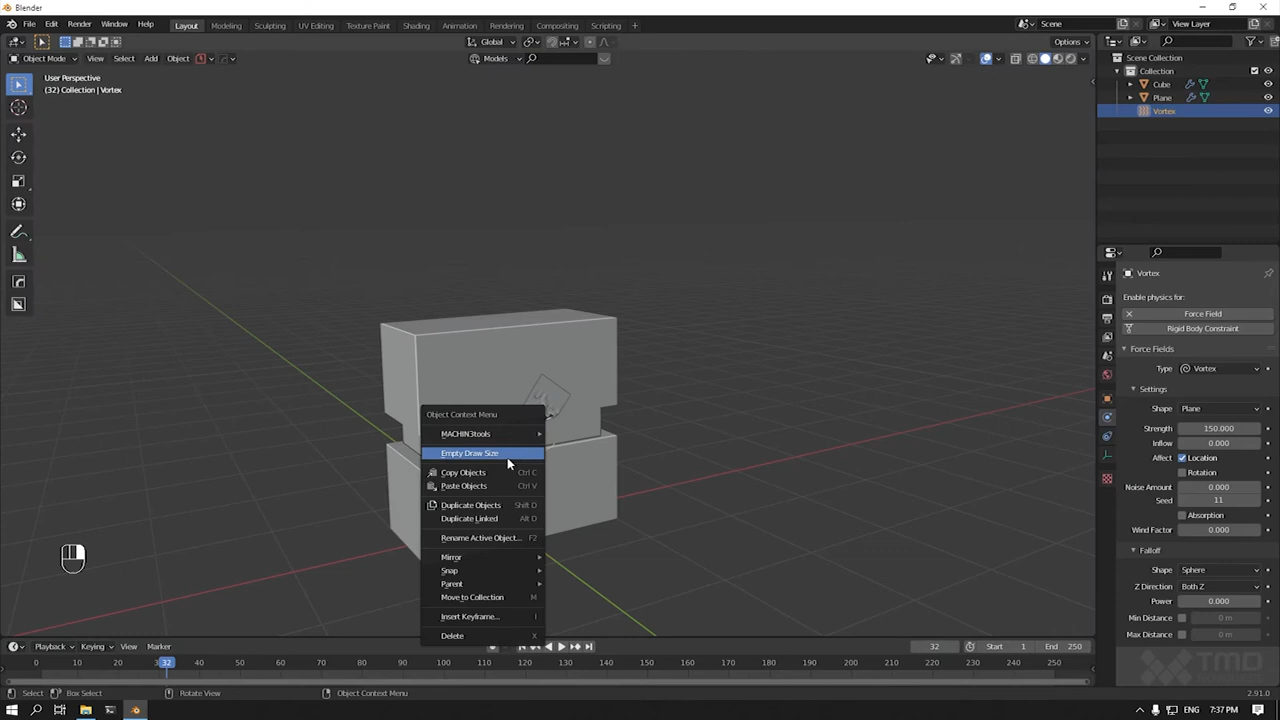 Blender
File Edit Render Window Help Layout Modeling Sculpting UV Editing Texture Paint Shading Animation Rendering Compositing Scripting + Scene View Layer
Global Options
Object Mode View Select Add Object Models
User Perspective
(32) Collection | Vortex
Scene Collection
Collection
Cube
Plane
Vortex
Vortex
Enable physics for:
Force Field
Rigid Body Constraint
Force Fields
Type Vortex
Settings
Shape Plane
Strength 150.000
Inflow 0.000
Affect Location
Rotation
Noise Amount 0.000
Seed 11
Absorption
Wind Factor 0.000
Falloff
Shape Sphere
Z Direction Both Z
Power 0.000
Min Distance 0 m
Max Distance 0 m
Object Context Menu
MACHIN3tools
Empty Draw Size
Copy Objects Ctrl C
Paste Objects Ctrl V
Duplicate Objects Shift D
Duplicate Linked Alt D
Rename Active Object... F2
Mirror
Snap
Parent
Move to Collection M
Insert Keyframe... I
Delete X
Playback Keying View Marker 32 Start 1 End 250
0 10 20 30 32 40 50 60 70 80 90 100 110 120 130 140 150 160 170 180 190 200 210 220 230 240 250
Select Box Select Rotate View Object Context Menu 2.91.0
TMD
ENG 7:37 PM